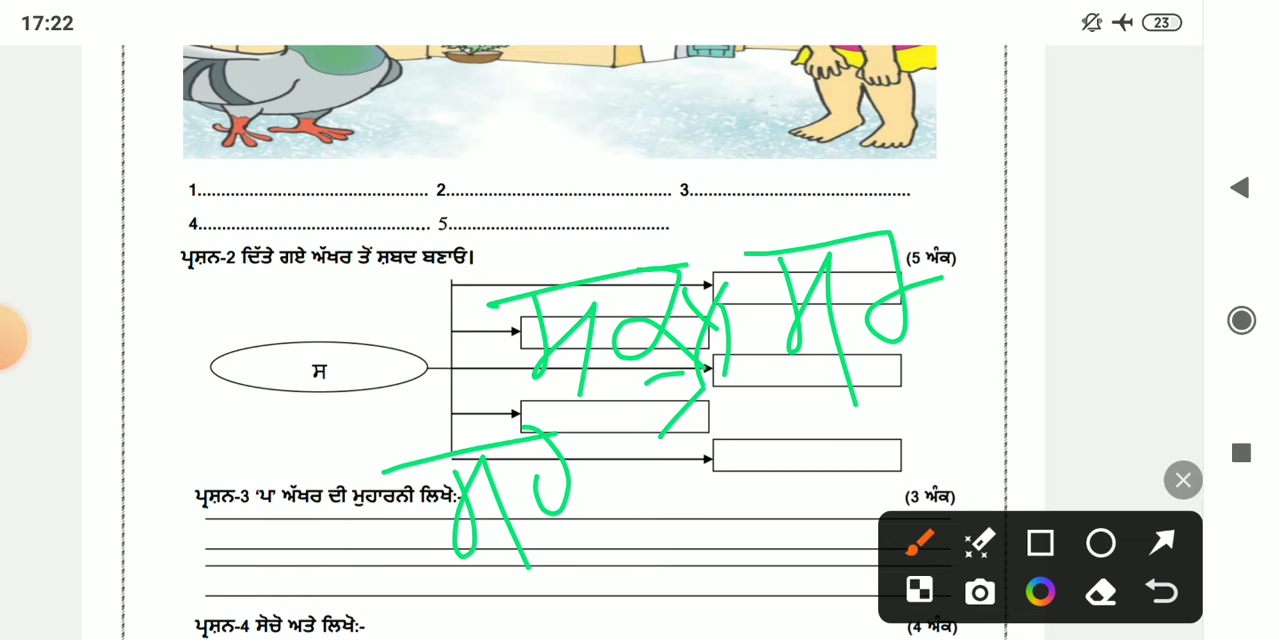 17:22
23
1................................................ 2................................................ 3..............................................
4................................................... 5..............................................
ਪ੍ਰਸ਼ਨ-2 ਦਿੱਤੇ ਗਏ ਅੱਖਰ ਤੋਂ ਸ਼ਬਦ ਬਣਾਓ। (5 ਅੰਕ)
ਸ
ਪ੍ਰਸ਼ਨ-3 ‘ਪ’ ਅੱਖਰ ਦੀ ਮੁਹਾਰਨੀ ਲਿਖੋ:- (3 ਅੰਕ)
ਪ੍ਰਸ਼ਨ-4 ਸੋਚੋ ਅਤੇ ਲਿਖੋ:- (4 ਅੰਕ)